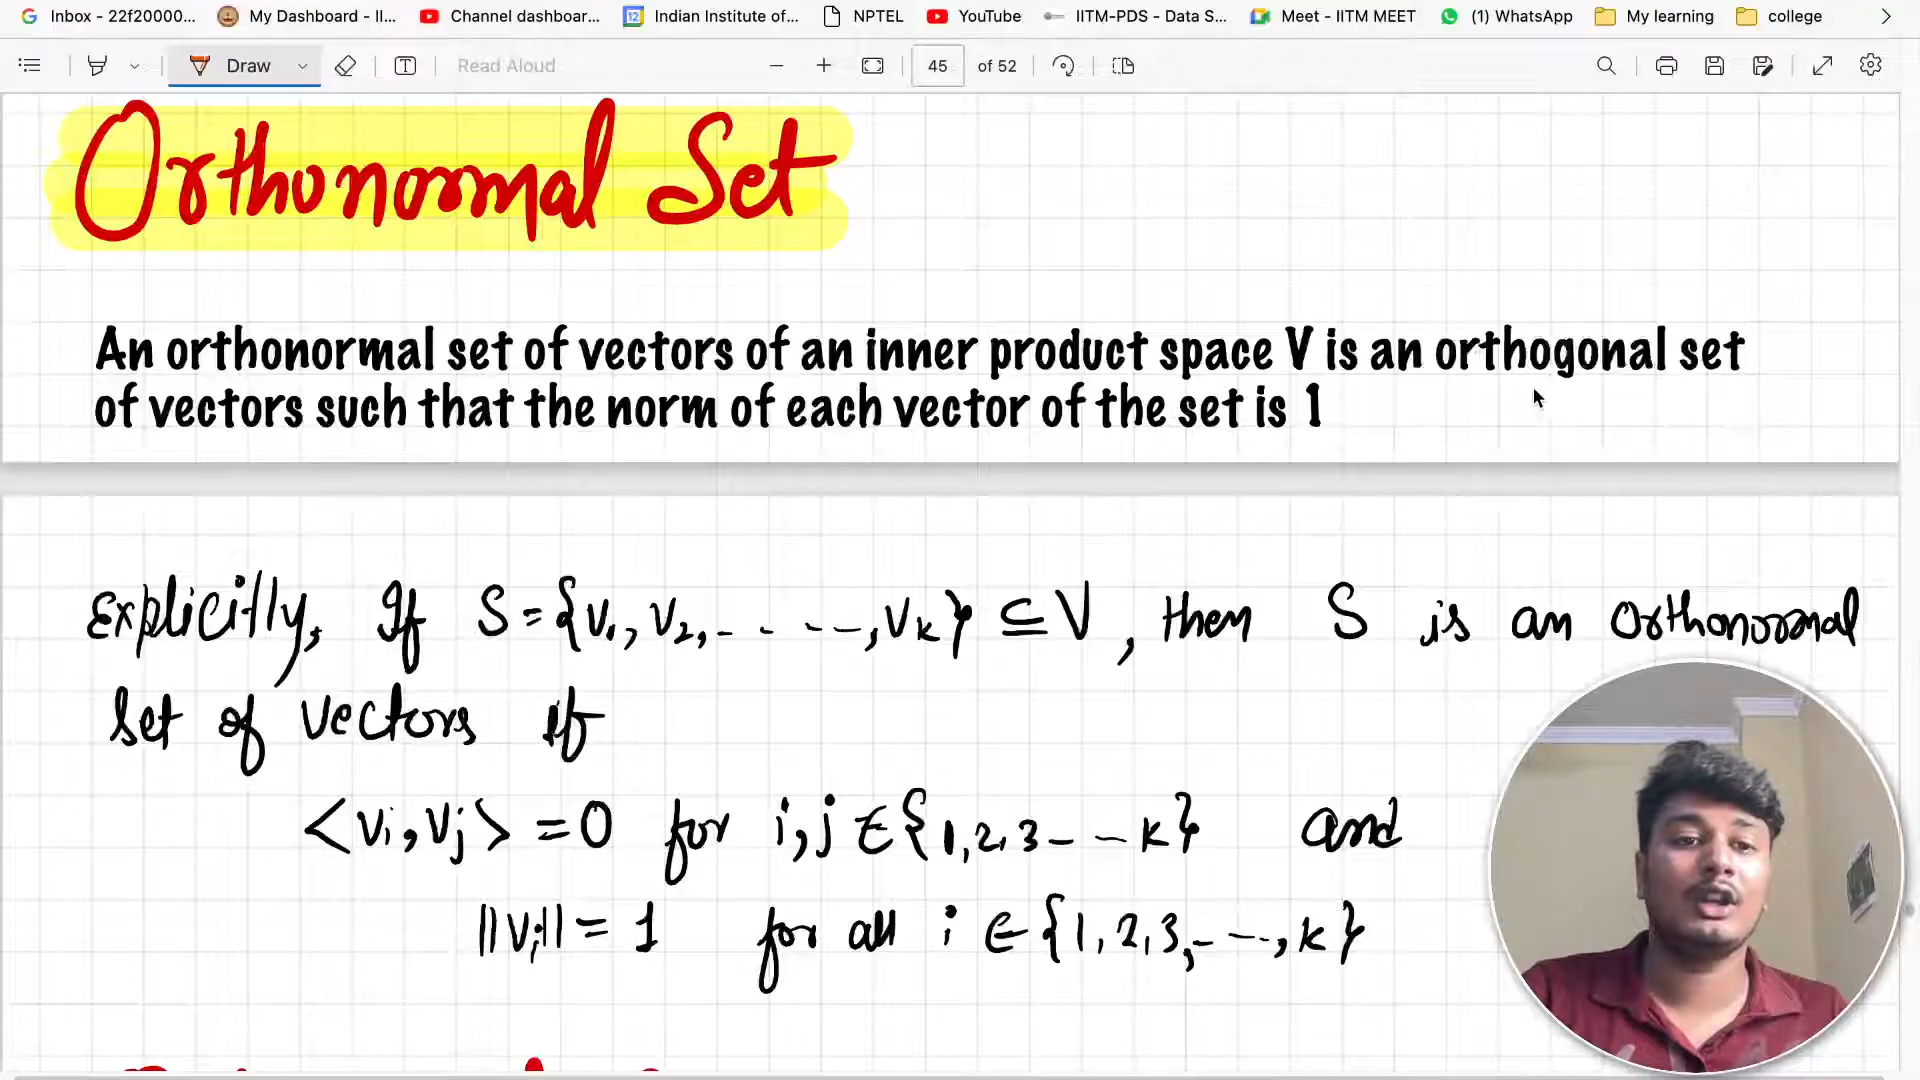 Inbox - 22f20000... My Dashboard - II... Channel dashboar... 12 Indian Institute of... NPTEL YouTube IITM-PDS - Data S... Meet - IITM MEET (1) WhatsApp My learning college
Draw T Read Aloud 45 of 52
Orthonormal Set
An orthonormal set of vectors of an inner product space V is an orthogonal set
of vectors such that the norm of each vector of the set is 1
Explicitly, If S = {v₁, v₂, - - - - -, vₖ} ⊆ V, then S is an Orthonormal
set of vectors if
<vᵢ, vⱼ> = 0 for i, j ∈ {1, 2, 3 - - k} and
||vᵢ|| = 1 for all i ∈ {1, 2, 3, - - - -, k}